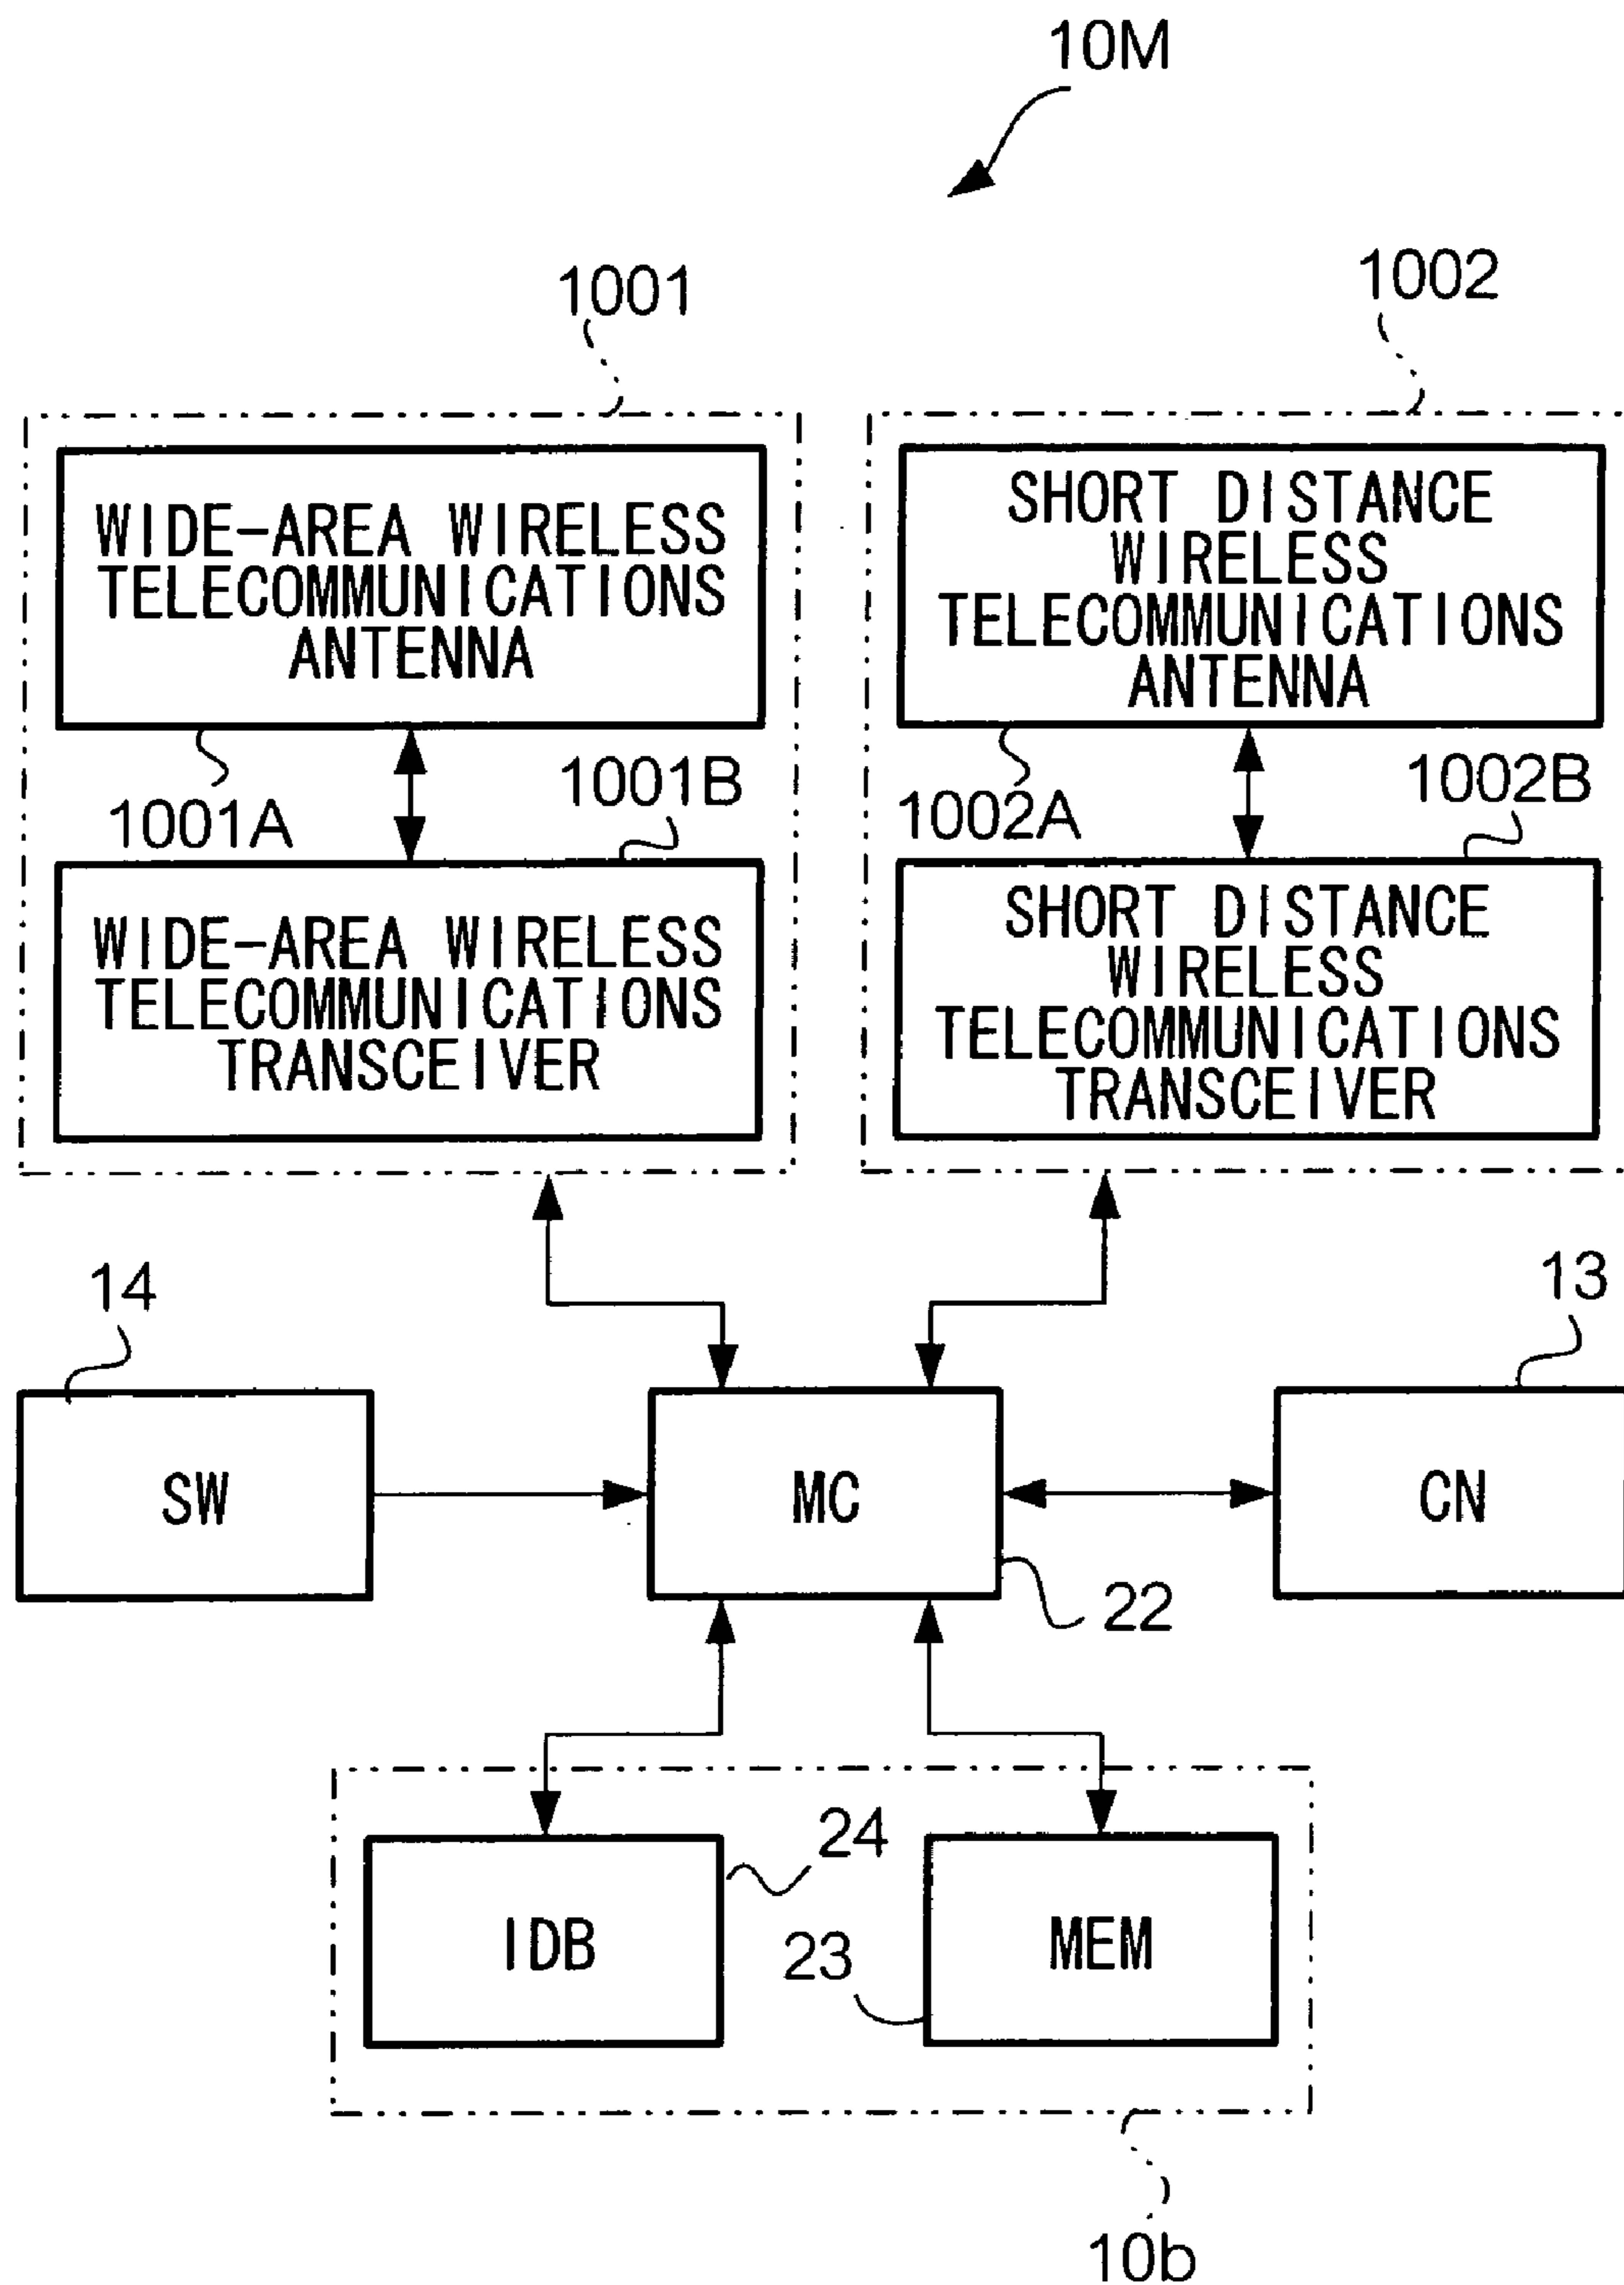 10M
1001
1002
WIDE-AREA WIRELESS
TELECOMMUNICATIONS
ANTENNA
SHORT DISTANCE
WIRELESS
TELECOMMUNICATIONS
ANTENNA
1001A
1001B
1002A
1002B
WIDE-AREA WIRELESS
TELECOMMUNICATIONS
TRANSCEIVER
SHORT DISTANCE
WIRELESS
TELECOMMUNICATIONS
TRANSCEIVER
14
13
SW
MC
CN
22
24
23
IDB
MEM
10b